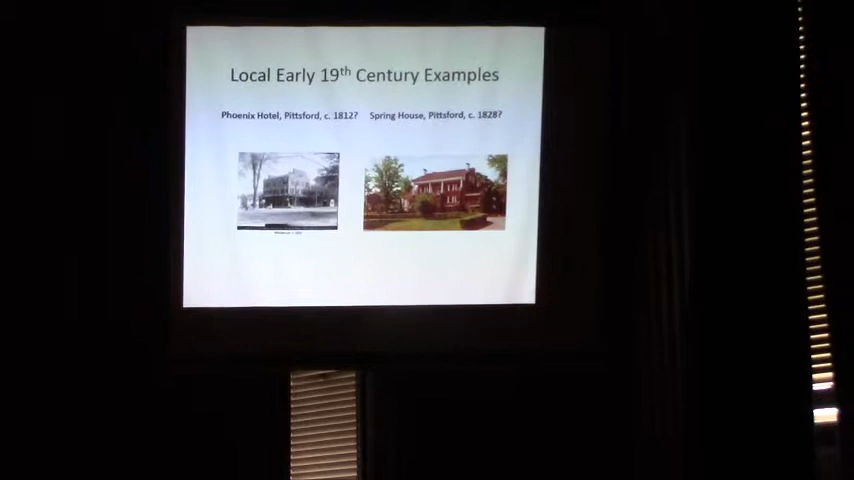 Local Early 19th Century Examples
Phoenix Hotel, Pittsford, c. 1812?
Spring House, Pittsford, c. 1828?